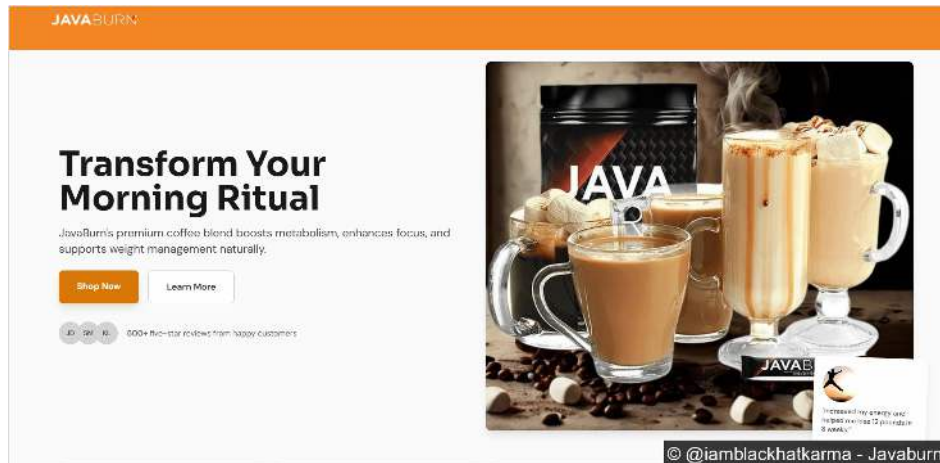 JAVABURN
Transform Your
Morning Ritual
JavaBurn's premium coffee blend boosts metabolism, enhances focus, and
supports weight management naturally.
Shop Now
Learn More
JD SM KL
500+ five-star reviews from happy customers
JAVA
JAVAB
"Increased my energy and
helped me lose 12 pounds in
8 weeks."
© @iamblackhatkarma - Javaburn